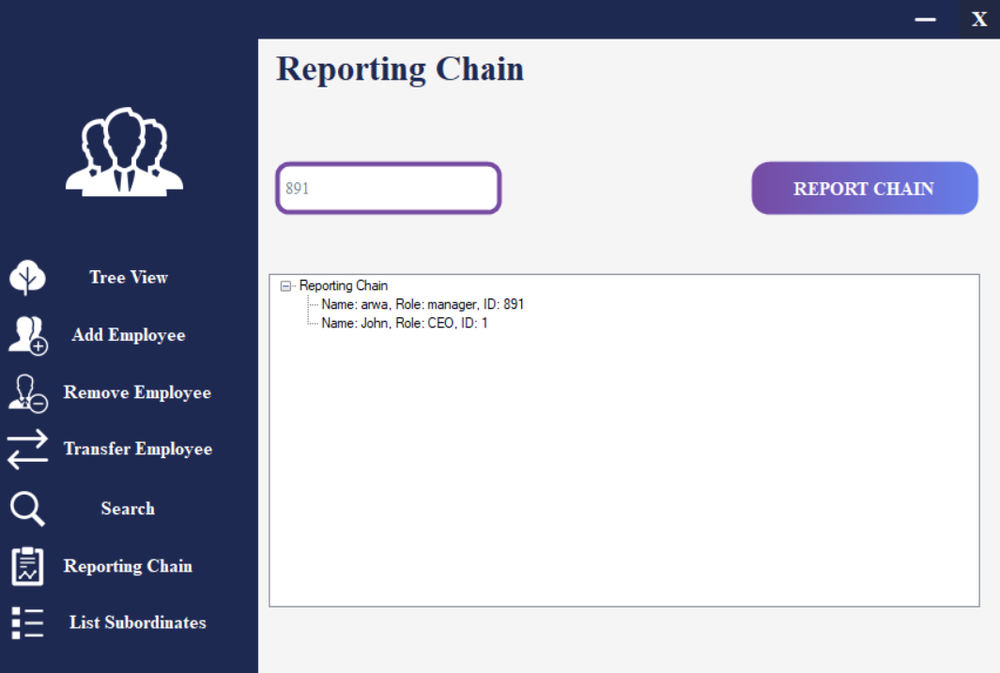 X
Reporting Chain
891
REPORT CHAIN
Tree View
Add Employee
Remove Employee
Transfer Employee
Search
Reporting Chain
List Subordinates
Reporting Chain
Name: arwa, Role: manager, ID: 891
Name: John, Role: CEO, ID: 1